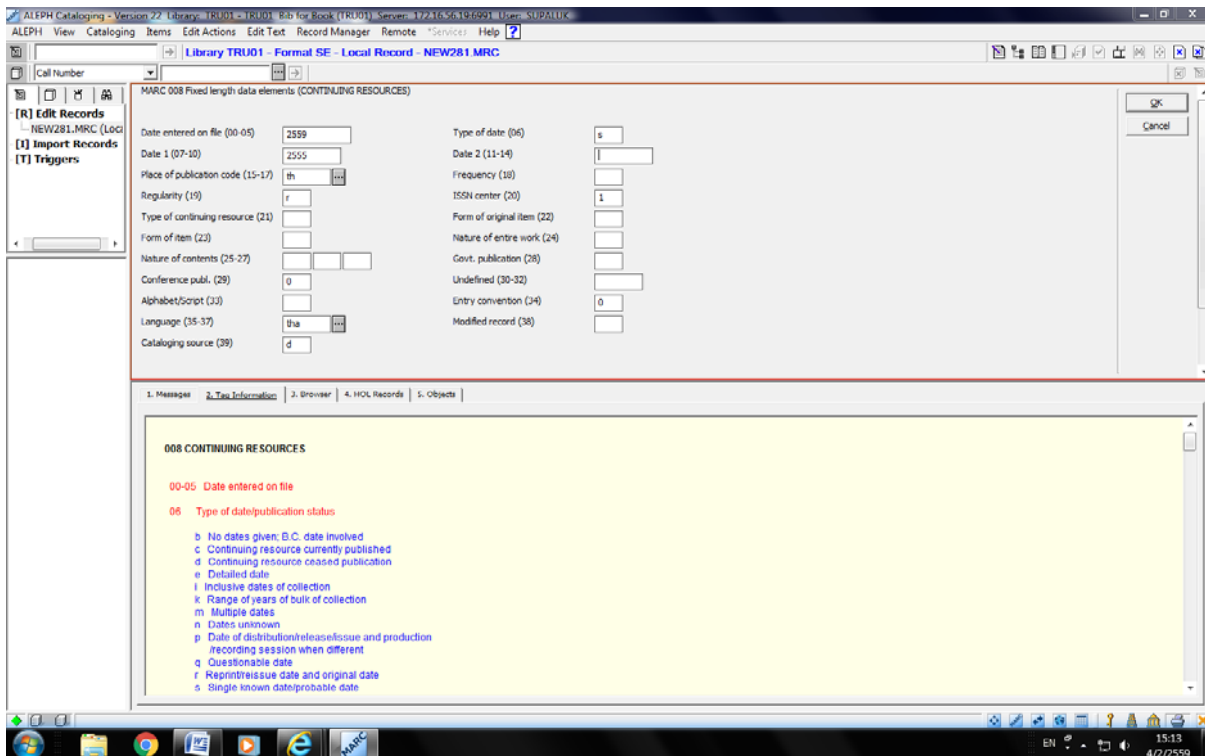 ALEPH Cataloging - Version 22 Library: TRU01 - TRU01 Bib for Book (TRU01) Server: 172.16.56.19:6991 User: SUPALUK
ALEPH View Cataloging Items Edit Actions Edit Text Record Manager Remote *Services Help ?
Library TRU01 - Format SE - Local Record - NEW281.MRC
Call Number
MARC 008 Fixed length data elements (CONTINUING RESOURCES)
OK
Cancel
[R] Edit Records
NEW281.MRC (Loca
[I] Import Records
[T] Triggers
Date entered on file (00-05) 2559 Type of date (06) s
Date 1 (07-10) 2555 Date 2 (11-14)
Place of publication code (15-17) th ... Frequency (18)
Regularity (19) r ISSN center (20) 1
Type of continuing resource (21) Form of original item (22)
Form of item (23) Nature of entire work (24)
Nature of contents (25-27) Govt. publication (28)
Conference publ. (29) 0 Undefined (30-32)
Alphabet/Script (33) Entry convention (34) 0
Language (35-37) tha ... Modified record (38)
Cataloging source (39) d
1. Messages 2. Tag Information 3. Browser 4. HOL Records 5. Objects
008 CONTINUING RESOURCES
00-05 Date entered on file
06 Type of date/publication status
b No dates given; B.C. date involved
c Continuing resource currently published
d Continuing resource ceased publication
e Detailed date
i Inclusive dates of collection
k Range of years of bulk of collection
m Multiple dates
n Dates unknown
p Date of distribution/release/issue and production
/recording session when different
q Questionable date
r Reprint/reissue date and original date
s Single known date/probable date
MARC
EN
15:13
4/2/2559